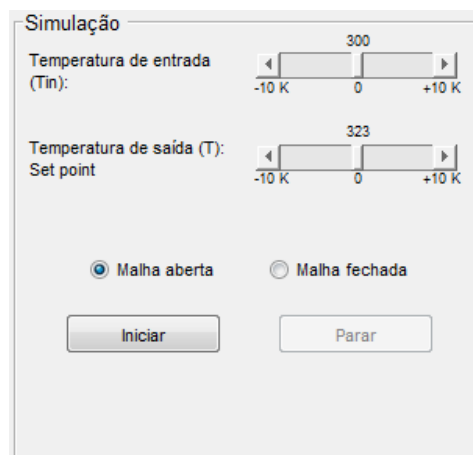 Simulação
300
Temperatura de entrada
(Tin):
-10 K 0 +10 K
323
Temperatura de saída (T):
Set point
-10 K 0 +10 K
Malha aberta Malha fechada
Iniciar Parar